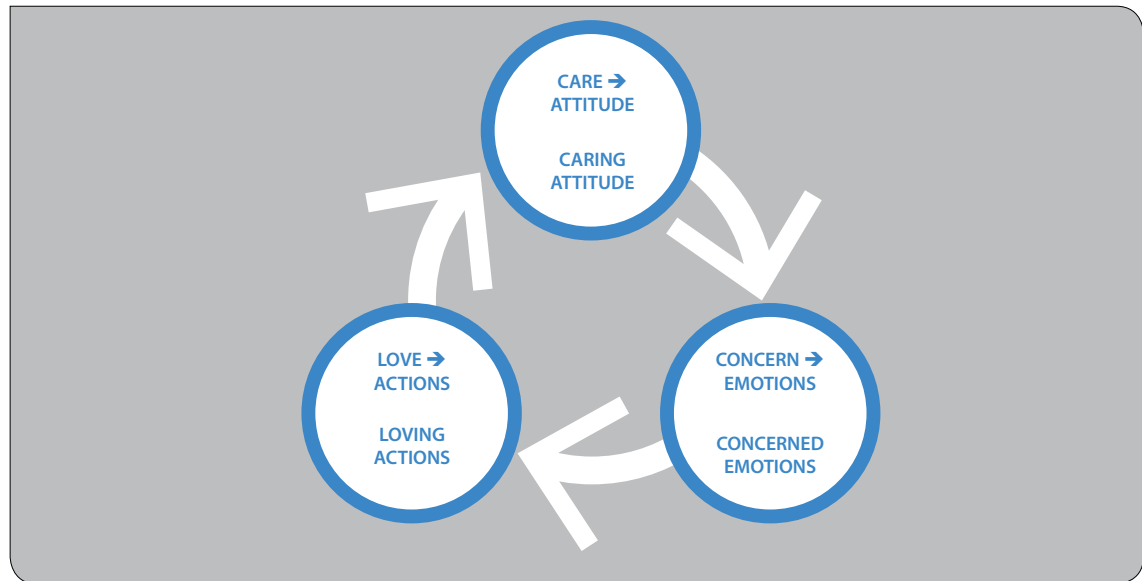 CARE ➔
ATTITUDE
CARING
ATTITUDE
LOVE ➔
ACTIONS
LOVING
ACTIONS
CONCERN ➔
EMOTIONS
CONCERNED
EMOTIONS